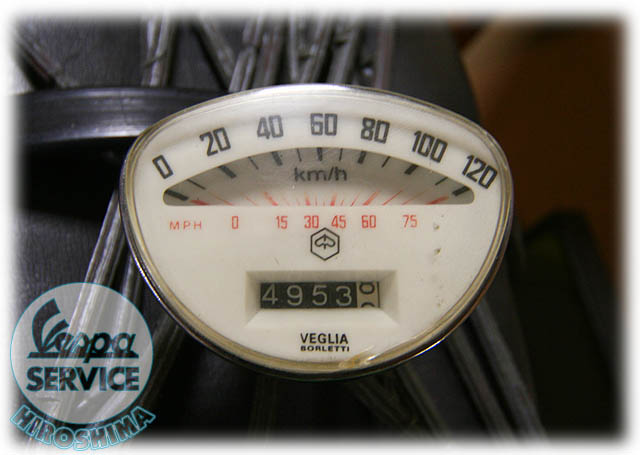 0 20 40 60 80 100 120
km/h
MPH 0 15 30 45 60 75
4953
VEGLIA
BORLETTI
Vespa
SERVICE
HIROSHIMA